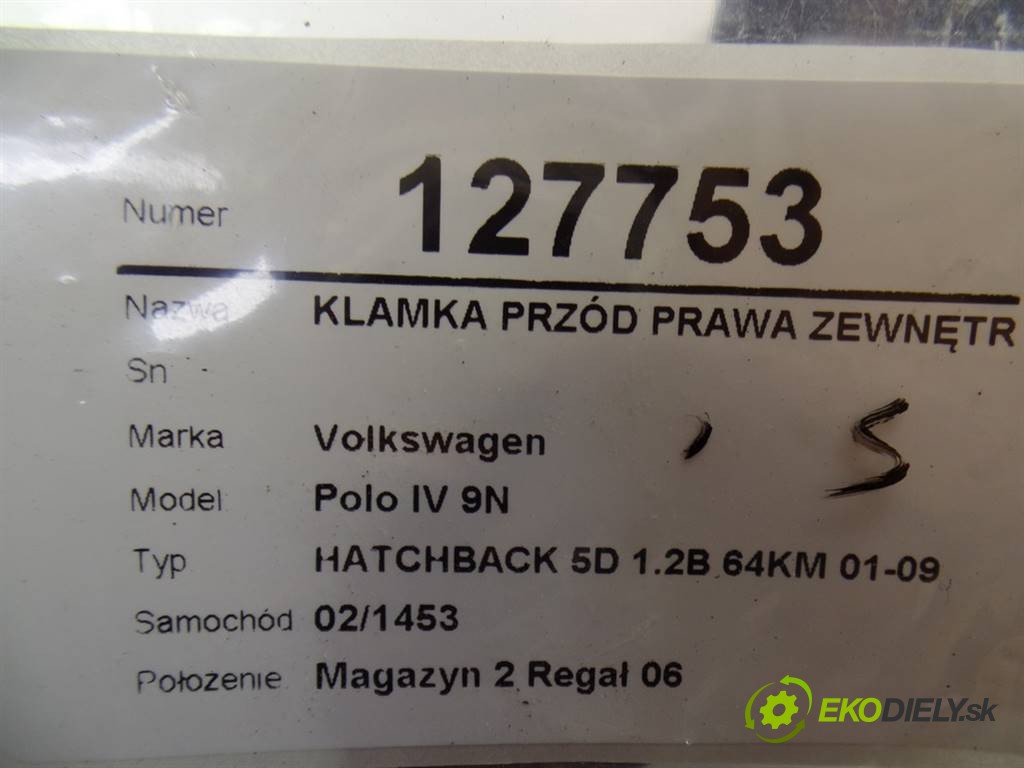 Numer 127753
Nazwa KLAMKA PRZÓD PRAWA ZEWNĘTR
Sn
Marka Volkswagen
Model Polo IV 9N
Typ HATCHBACK 5D 1.2B 64KM 01-09
Samochód 02/1453
Położenie Magazyn 2 Regał 06
EKODIELY.sk